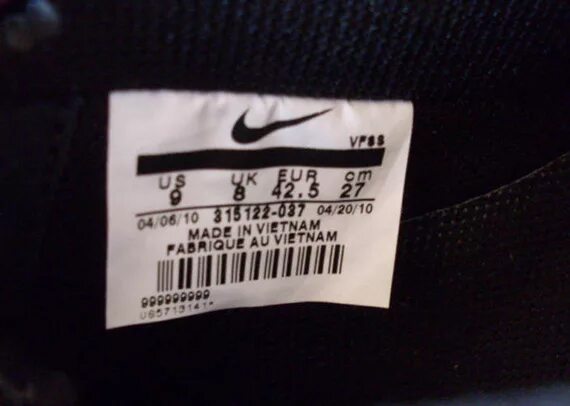 VF8S
US UK EUR cm
9 8 42.5 27
04/06/10 315122-037 04/20/10
MADE IN VIETNAM
FABRIQUE AU VIETNAM
999999999